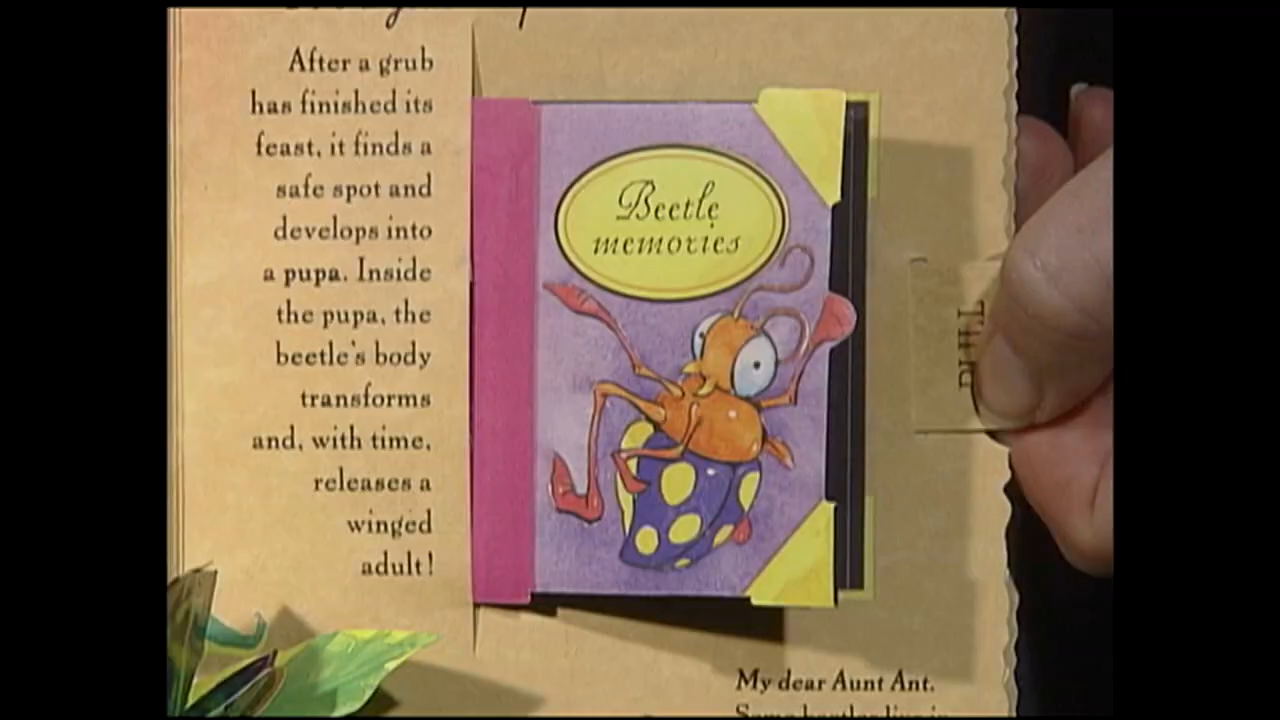 After a grub
has finished its
feast, it finds a
safe spot and
develops into
a pupa. Inside
the pupa, the
beetle's body
transforms
and, with time,
releases a
winged
adult!
Beetle
memories
PULL
My dear Aunt Ant.